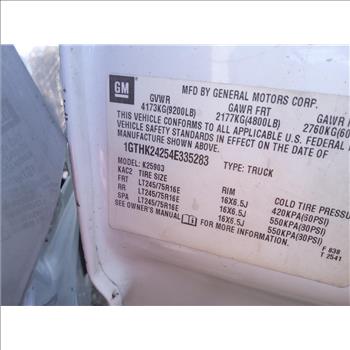 GM
MFD BY GENERAL MOTORS CORP.
GVWR GAWR FRT GAWR
4173KG(9200LB) 2177KG(4800LB) 2760KG(60
THIS VEHICLE CONFORMS TO ALL APPLICABLE U.S. FEDERAL
VEHICLE SAFETY STANDARDS IN EFFECT ON THE DATE OF
MANUFACTURE SHOWN ABOVE.
1GTHK24254E335283 TYPE: TRUCK
MODEL: K25903
KAC2 TIRE SIZE RIM COLD TIRE PRESSU
FRT LT245/75R16E 16X6.5J 420KPA(60PSI)
RR LT245/75R16E 16X6.5J 550KPA(80PSI)
SPA LT245/75R16E 16X6.5J 550KPA(80PSI)
SEE OWNER'S MANUAL FOR MORE INFORMATION.
F 838
T 2541